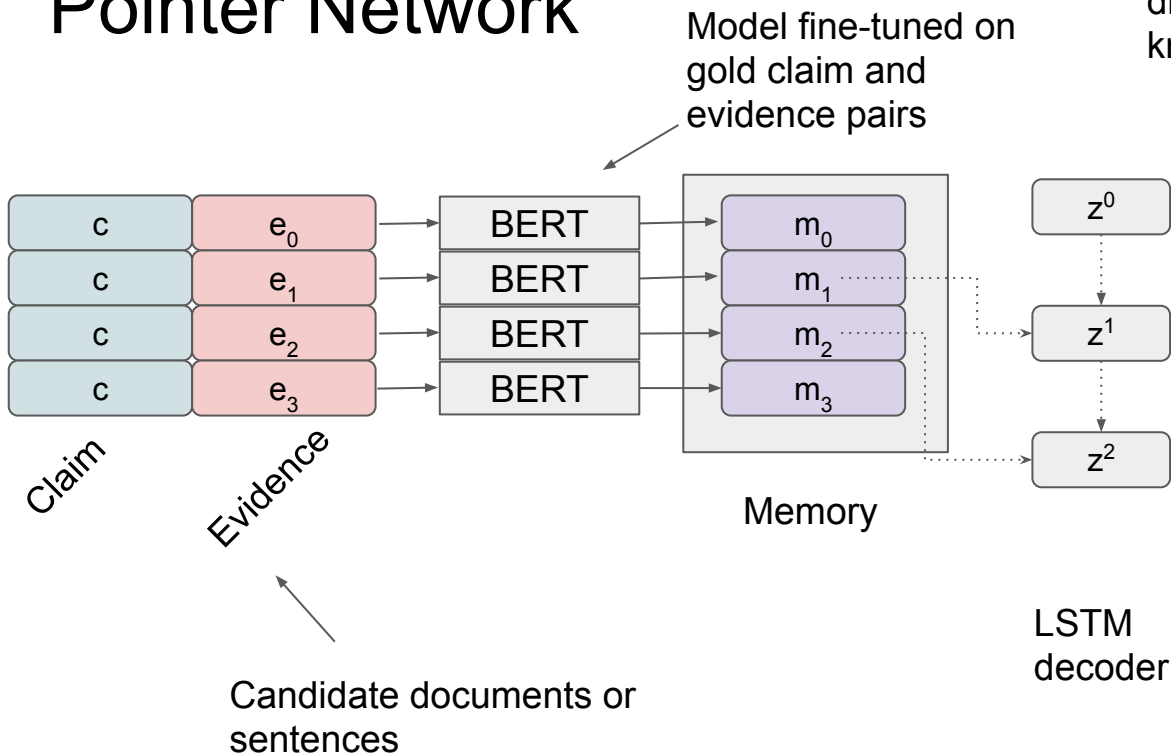 Pointer Network
Model fine-tuned on
gold claim and
evidence pairs
c e₀ BERT m₀ z⁰
c e₁ BERT m₁ z¹
c e₂ BERT m₂
c e₃ BERT m₃ z²
Claim
Evidence
Memory
LSTM
decoder
Candidate documents or
sentences